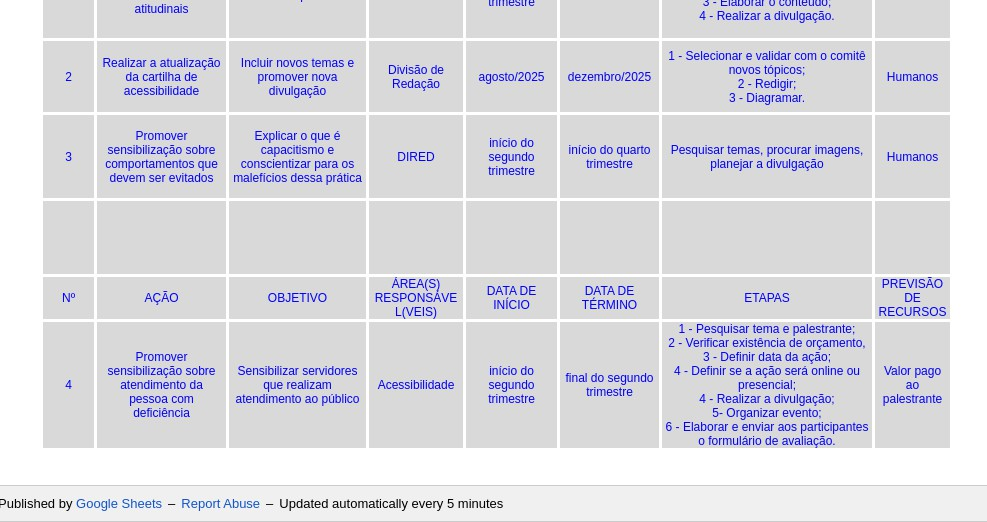 atitudinais
trimestre
3 - Elaborar o conteúdo;
4 - Realizar a divulgação.
2
Realizar a atualização
da cartilha de
acessibilidade
Incluir novos temas e
promover nova
divulgação
Divisão de
Redação
agosto/2025
dezembro/2025
1 - Selecionar e validar com o comitê
novos tópicos;
2 - Redigir;
3 - Diagramar.
Humanos
3
Promover
sensibilização sobre
comportamentos que
devem ser evitados
Explicar o que é
capacitismo e
conscientizar para os
malefícios dessa prática
DIRED
início do
segundo
trimestre
início do quarto
trimestre
Pesquisar temas, procurar imagens,
planejar a divulgação
Humanos
Nº
AÇÃO
OBJETIVO
ÁREA(S)
RESPONSÁVE
L(VEIS)
DATA DE
INÍCIO
DATA DE
TÉRMINO
ETAPAS
PREVISÃO
DE
RECURSOS
4
Promover
sensibilização sobre
atendimento da
pessoa com
deficiência
Sensibilizar servidores
que realizam
atendimento ao público
Acessibilidade
início do
segundo
trimestre
final do segundo
trimestre
1 - Pesquisar tema e palestrante;
2 - Verificar existência de orçamento,
3 - Definir data da ação;
4 - Definir se a ação será online ou
presencial;
4 - Realizar a divulgação;
5- Organizar evento;
6 - Elaborar e enviar aos participantes
o formulário de avaliação.
Valor pago
ao
palestrante
Published by Google Sheets – Report Abuse – Updated automatically every 5 minutes